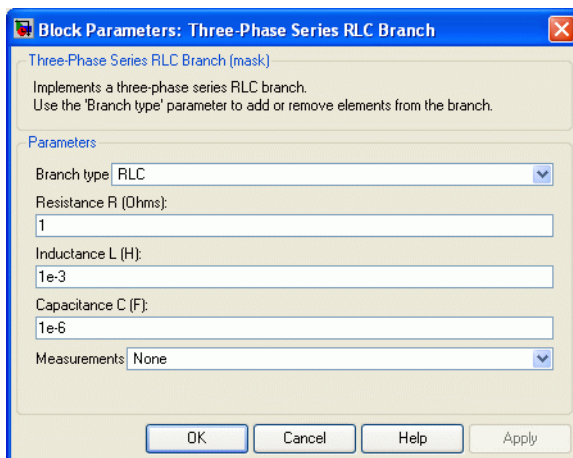 Block Parameters: Three-Phase Series RLC Branch
Three-Phase Series RLC Branch (mask)
Implements a three-phase series RLC branch.
Use the 'Branch type' parameter to add or remove elements from the branch.
Parameters
Branch type RLC
Resistance R (Ohms):
1
Inductance L (H):
1e-3
Capacitance C (F):
1e-6
Measurements None
OK Cancel Help Apply